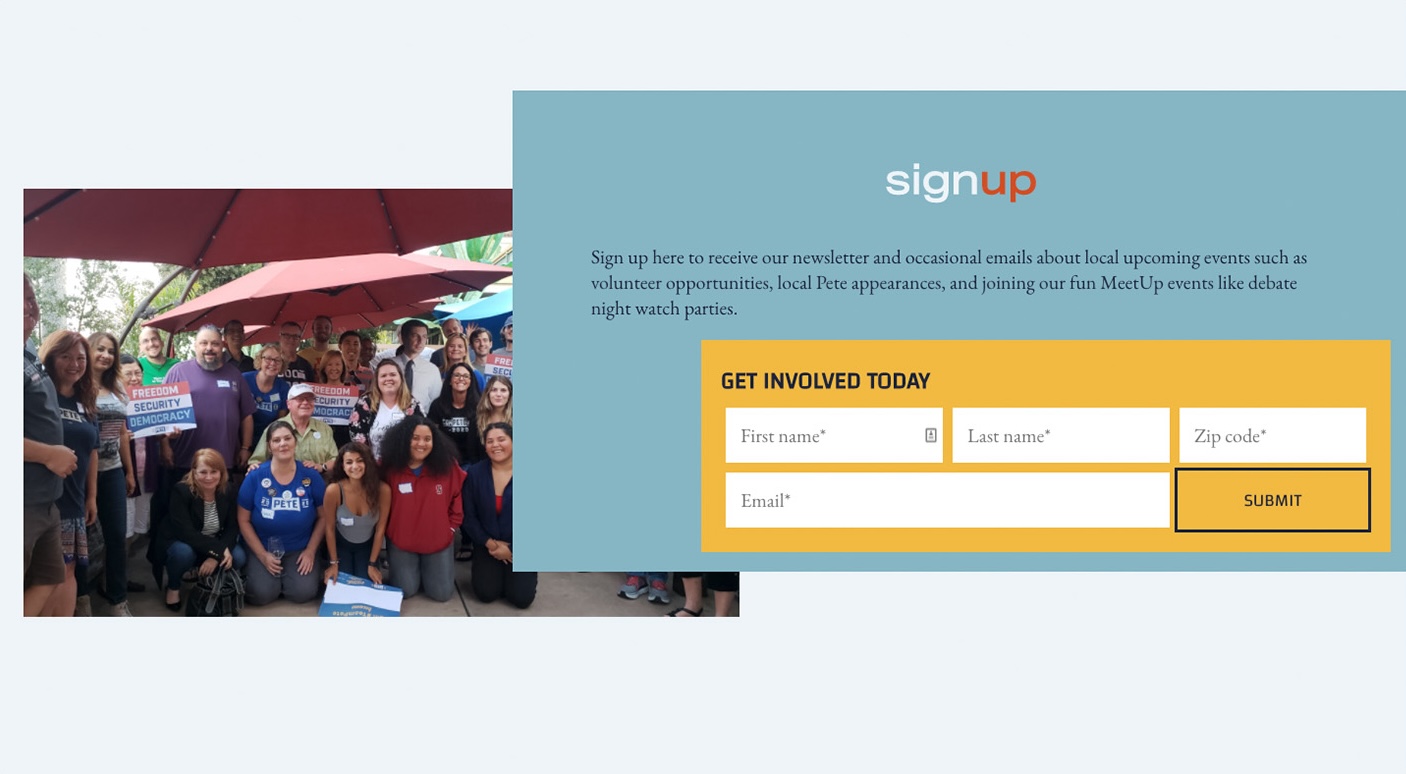 signup
Sign up here to receive our newsletter and occasional emails about local upcoming events such as
volunteer opportunities, local Pete appearances, and joining our fun MeetUp events like debate
night watch parties.
GET INVOLVED TODAY
First name*
Last name*
Zip code*
Email*
SUBMIT
FREEDOM
SECURITY
DEMOCRACY
FREEDOM
SECURITY
DEMOCRACY
PETE